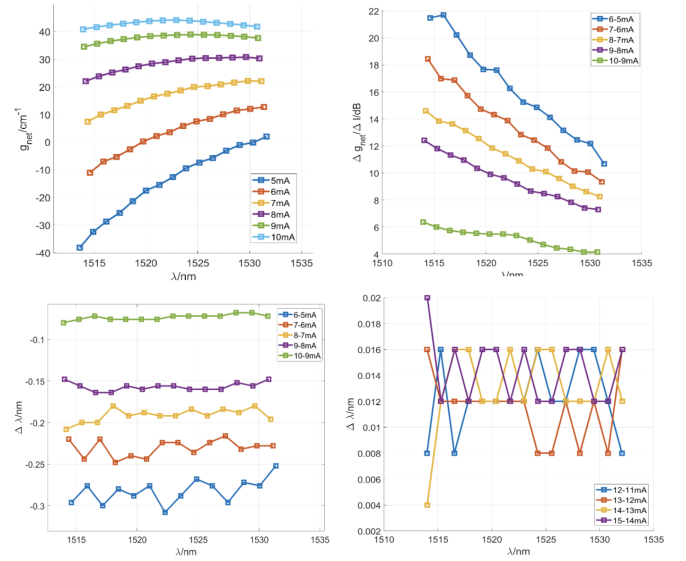 g_net/cm⁻¹
40
30
20
10
0
-10
-20
-30
-40
1515
1520
1525
1530
1535
λ/nm
5mA
6mA
7mA
8mA
9mA
10mA
Δ g_net/Δ I/dB
22
20
18
16
14
12
10
8
6
4
1510
1515
1520
1525
1530
1535
λ/nm
6-5mA
7-6mA
8-7mA
9-8mA
10-9mA
Δ λ/nm
-0.1
-0.15
-0.2
-0.25
-0.3
1515
1520
1525
1530
1535
λ/nm
6-5mA
7-6mA
8-7mA
9-8mA
10-9mA
Δ λ/nm
0.02
0.018
0.016
0.014
0.012
0.01
0.008
0.006
0.004
0.002
1510
1515
1520
1525
1530
1535
λ/nm
12-11mA
13-12mA
14-13mA
15-14mA